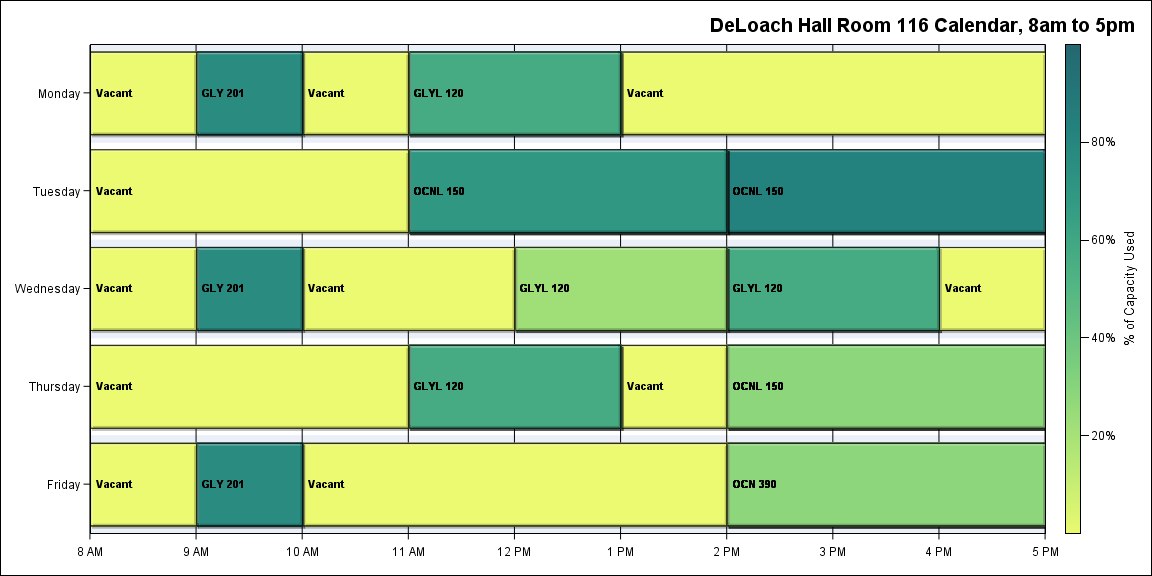 DeLoach Hall Room 116 Calendar, 8am to 5pm
Monday
Vacant
GLY 201
Vacant
GLYL 120
Vacant
Tuesday
Vacant
OCNL 150
OCNL 150
Wednesday
Vacant
GLY 201
Vacant
GLYL 120
GLYL 120
Vacant
Thursday
Vacant
GLYL 120
Vacant
OCNL 150
Friday
Vacant
GLY 201
Vacant
OCN 390
8 AM
9 AM
10 AM
11 AM
12 PM
1 PM
2 PM
3 PM
4 PM
5 PM
80%
60%
40%
20%
% of Capacity Used